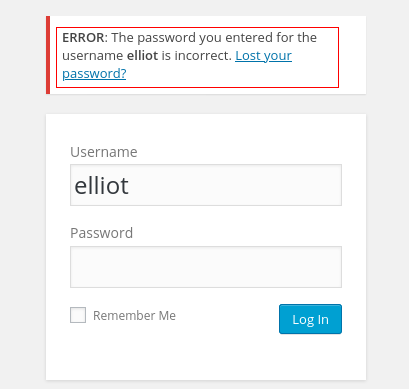 ERROR: The password you entered for the
username elliot is incorrect. Lost your
password?
Username
elliot
Password
Remember Me
Log In